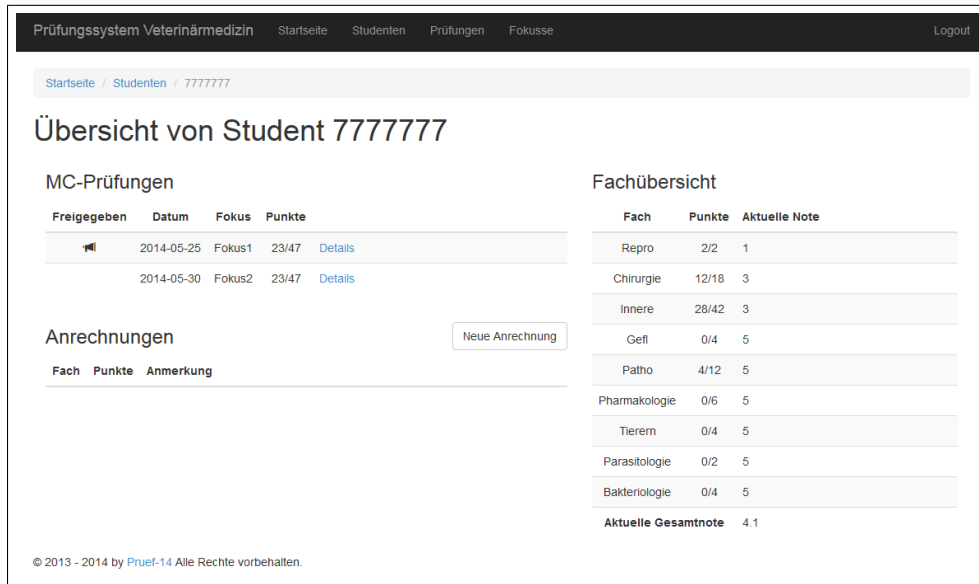 Prüfungssystem Veterinärmedizin Startseite Studenten Prüfungen Fokusse Logout
Startseite / Studenten / 7777777
Übersicht von Student 7777777
MC-Prüfungen
Freigegeben Datum Fokus Punkte
2014-05-25 Fokus1 23/47 Details
2014-05-30 Fokus2 23/47 Details
Anrechnungen Neue Anrechnung
Fach Punkte Anmerkung
Fachübersicht
Fach Punkte Aktuelle Note
Repro 2/2 1
Chirurgie 12/18 3
Innere 28/42 3
Gefl 0/4 5
Patho 4/12 5
Pharmakologie 0/6 5
Tierern 0/4 5
Parasitologie 0/2 5
Bakteriologie 0/4 5
Aktuelle Gesamtnote 4.1
© 2013 - 2014 by Pruef-14 Alle Rechte vorbehalten.